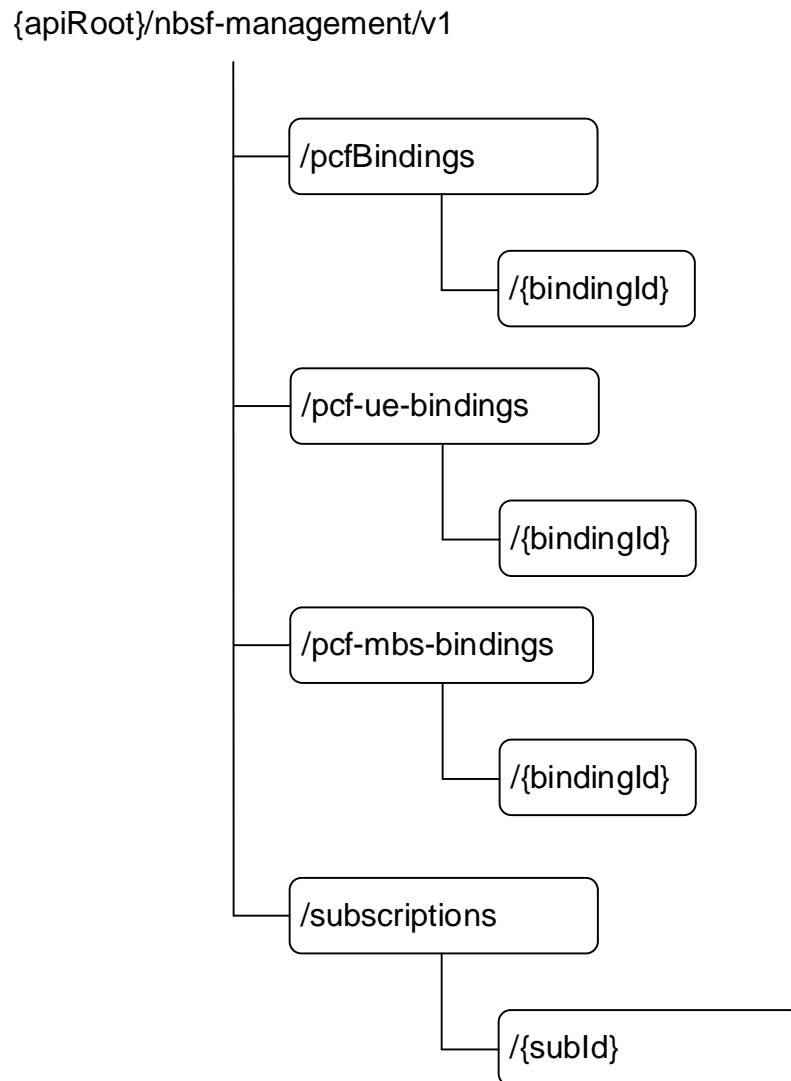 {apiRoot}/nbsf-management/v1
/pcfBindings
/{bindingId}
/pcf-ue-bindings
/{bindingId}
/pcf-mbs-bindings
/{bindingId}
/subscriptions
/{subId}